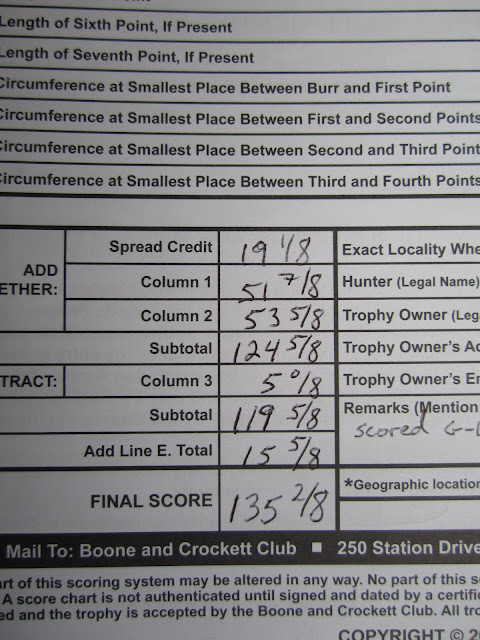 Length of Sixth Point, If Present
Length of Seventh Point, If Present
Circumference at Smallest Place Between Burr and First Point
Circumference at Smallest Place Between First and Second Points
Circumference at Smallest Place Between Second and Third Point
Circumference at Smallest Place Between Third and Fourth Points
ADD
ETHER:
Spread Credit 19 1/8 Exact Locality Whe
Column 1 51 7/8 Hunter (Legal Name)
Column 2 53 5/8 Trophy Owner (Leg
Subtotal 124 5/8 Trophy Owner's Ad
TRACT: Column 3 5 0/8 Trophy Owner's Em
Subtotal 119 5/8 Remarks (Mention
scored G-
Add Line E. Total 15 5/8
FINAL SCORE 135 2/8 *Geographic location
Mail To: Boone and Crockett Club ■ 250 Station Drive
art of this scoring system may be altered in any way. No part of this s
A score chart is not authenticated until signed and dated by a certifie
ed and the trophy is accepted by the Boone and Crockett Club. All tro
COPYRIGHT © 2